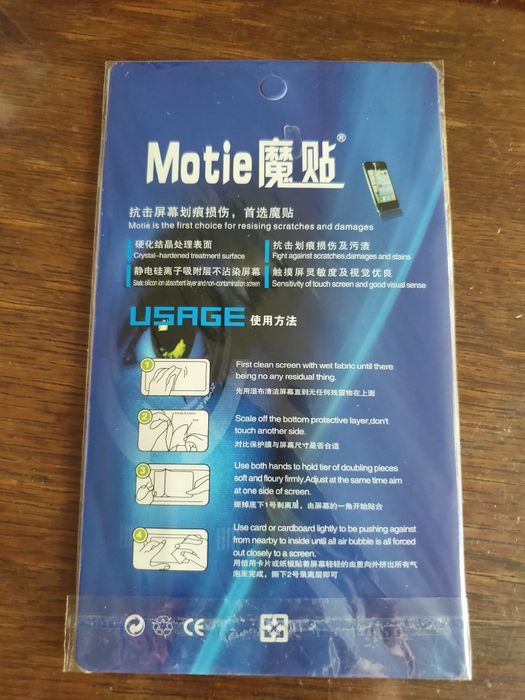 Motie魔贴®
抗击屏幕划痕损伤，首选魔贴
Motie is the first choice for resising scratches and damages
硬化结晶处理表面
Crystal-hardened treatment surface
抗击划痕损伤及污渍
Fight against scratches,damages and stains
静电硅离子吸附层不沾染屏幕
Static silicon ion absorbent layer and non-contamination screen
触摸屏灵敏度及视觉优良
Sensitivity of touch screen and good visual sense
USAGE 使用方法
1
First clean screen with wet fabric until there
being no any residual thing.
先用湿布清洁屏幕直到无任何残留物在上面
2
Scale off the bottom protective layer,don't
touch another side.
对比保护膜与屏幕尺寸是否合适
3
Use both hands to hold tier of doubling pieces
soft and floury firmly.Adjust at the same time aim
at one side of screen.
撕掉底下1号剥离层，由屏幕的一角开始贴合
4
Use card or cardboard lightly to be pushing against
from nearby to inside until all air bubble is all forced
out closely to a screen.
用信用卡片或纸板贴着屏幕轻轻的由里向外挤出所有气
泡至完成，撕下2号录离层即可
CE